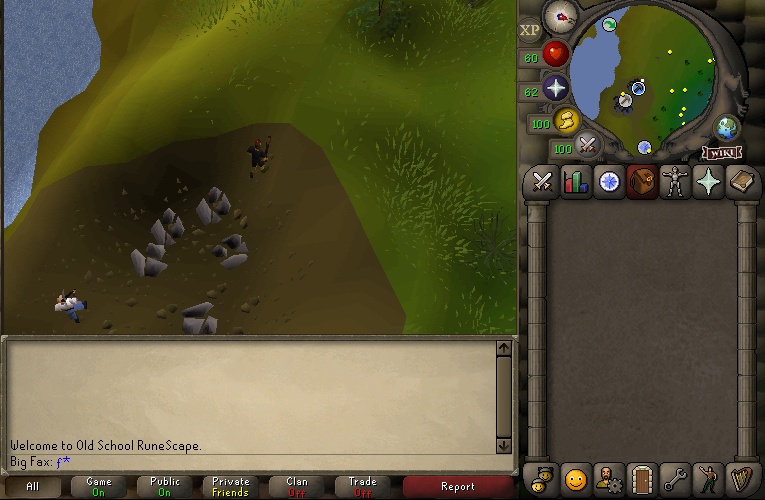 XP
60
62
100
100
WIKI
Welcome to Old School RuneScape.
Big Fax: f*
All
Game
On
Public
On
Private
Friends
Clan
Off
Trade
Off
Report